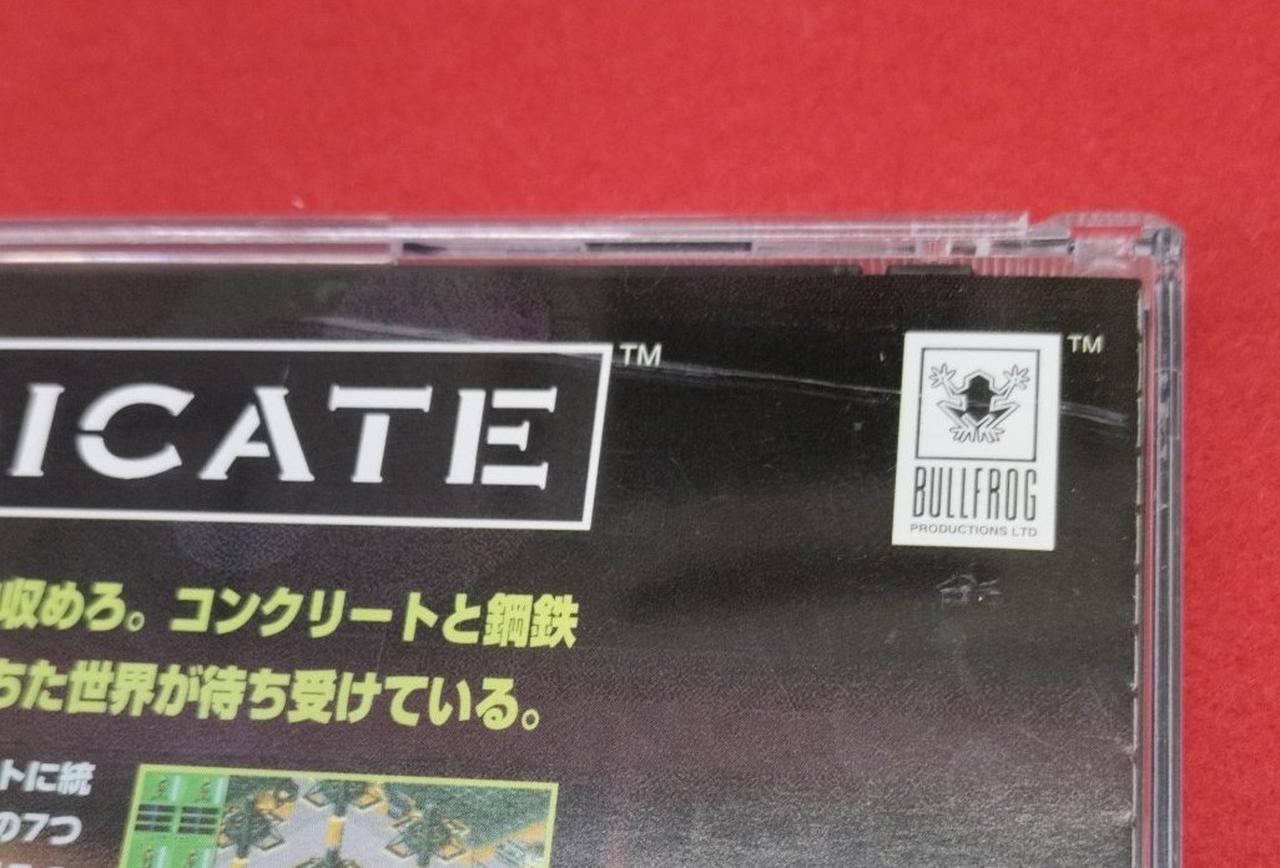 DICATE™
™
BULLFROG
PRODUCTIONS LTD
収めろ。コンクリートと鋼鉄
ちた世界が待ち受けている。
トに統
の7つ